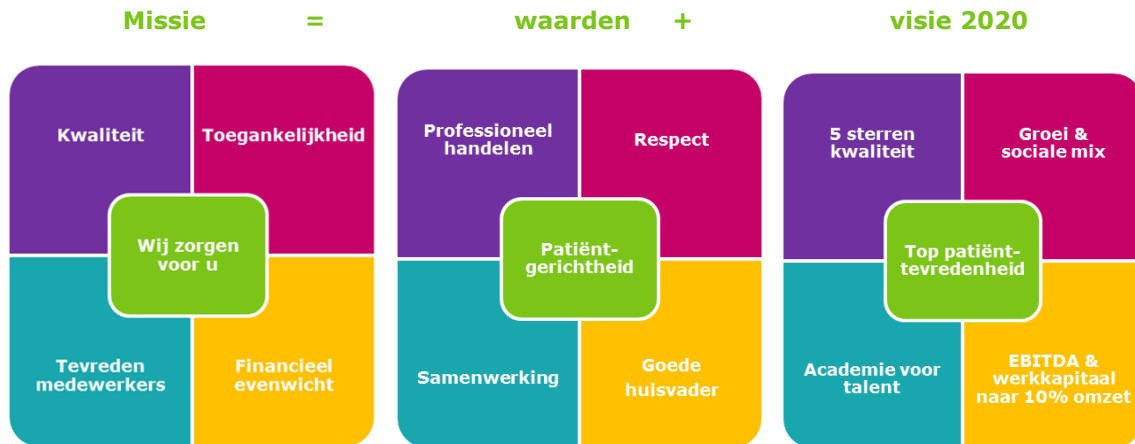 Missie = waarden + visie 2020
Kwaliteit
Toegankelijkheid
Wij zorgen
voor u
Tevreden
medewerkers
Financieel
evenwicht
Professioneel
handelen
Respect
Patiënt-
gerichtheid
Samenwerking
Goede
huisvader
5 sterren
kwaliteit
Groei &
sociale mix
Top patiënt-
tevredenheid
Academie voor
talent
EBITDA &
werkkapitaal
naar 10% omzet